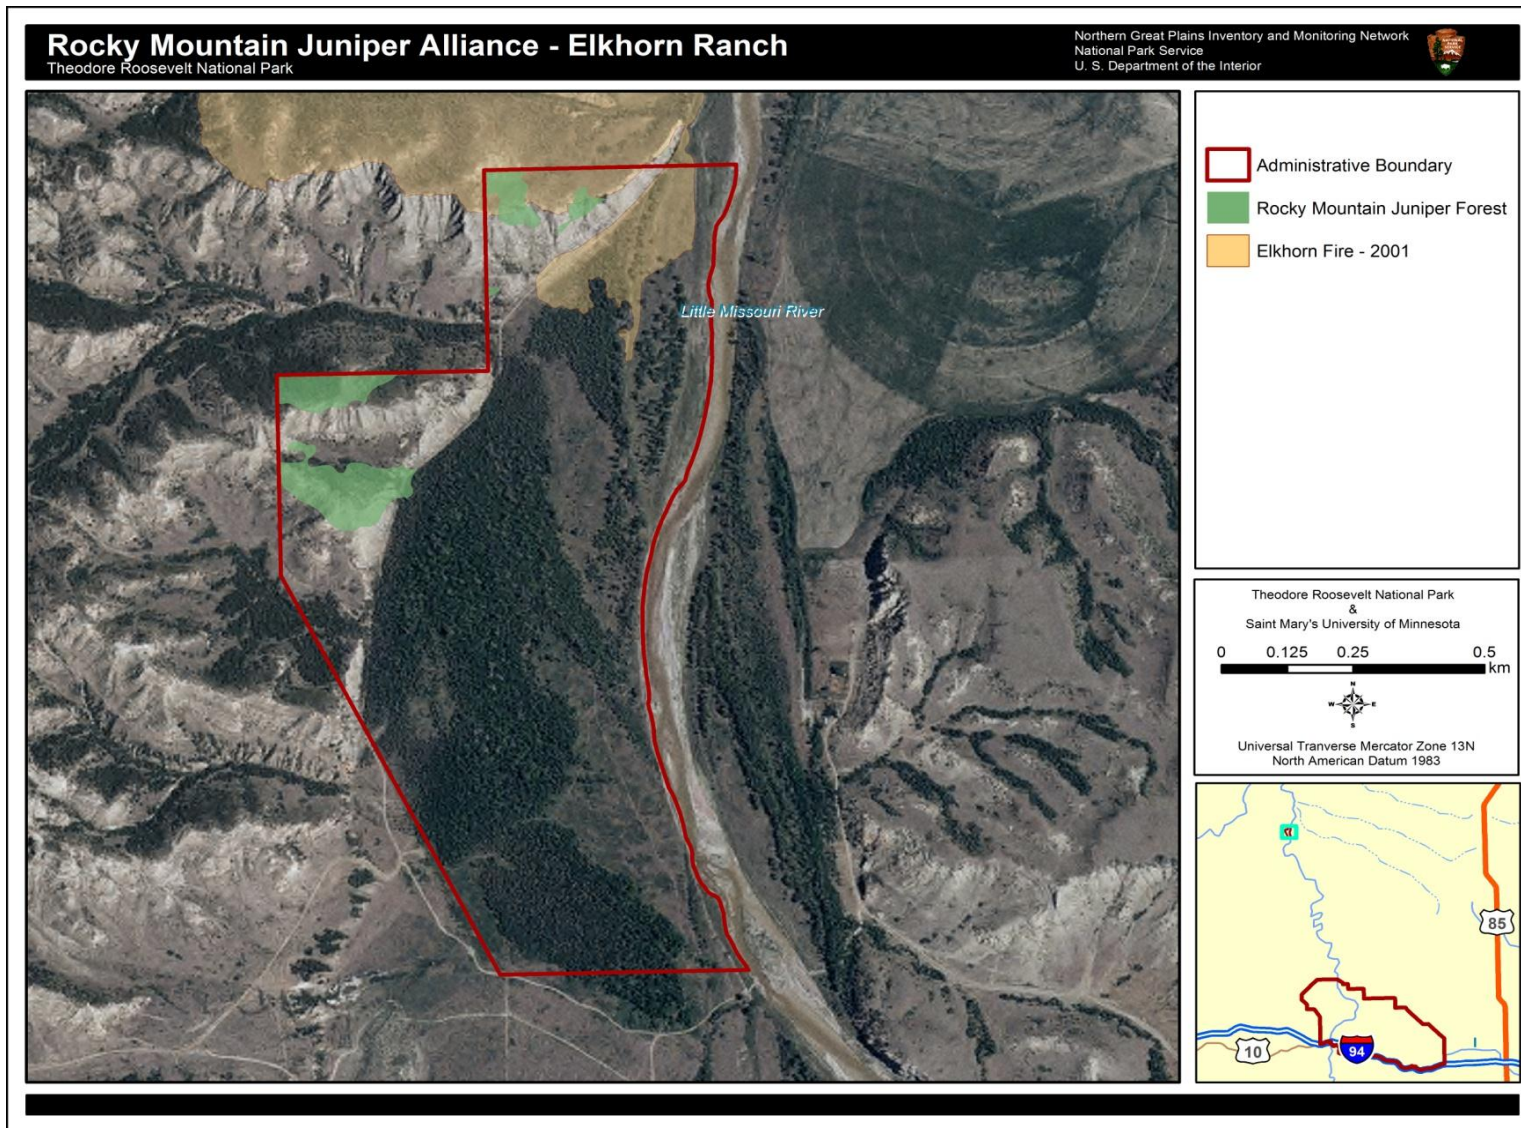 Rocky Mountain Juniper Alliance - Elkhorn Ranch
Theodore Roosevelt National Park
Northern Great Plains Inventory and Monitoring Network
National Park Service
U. S. Department of the Interior
Little Missouri River
Administrative Boundary
Rocky Mountain Juniper Forest
Elkhorn Fire - 2001
Theodore Roosevelt National Park
&
Saint Mary's University of Minnesota
0 0.125 0.25 0.5
km
N
W E
S
Universal Tranverse Mercator Zone 13N
North American Datum 1983
85
10
94